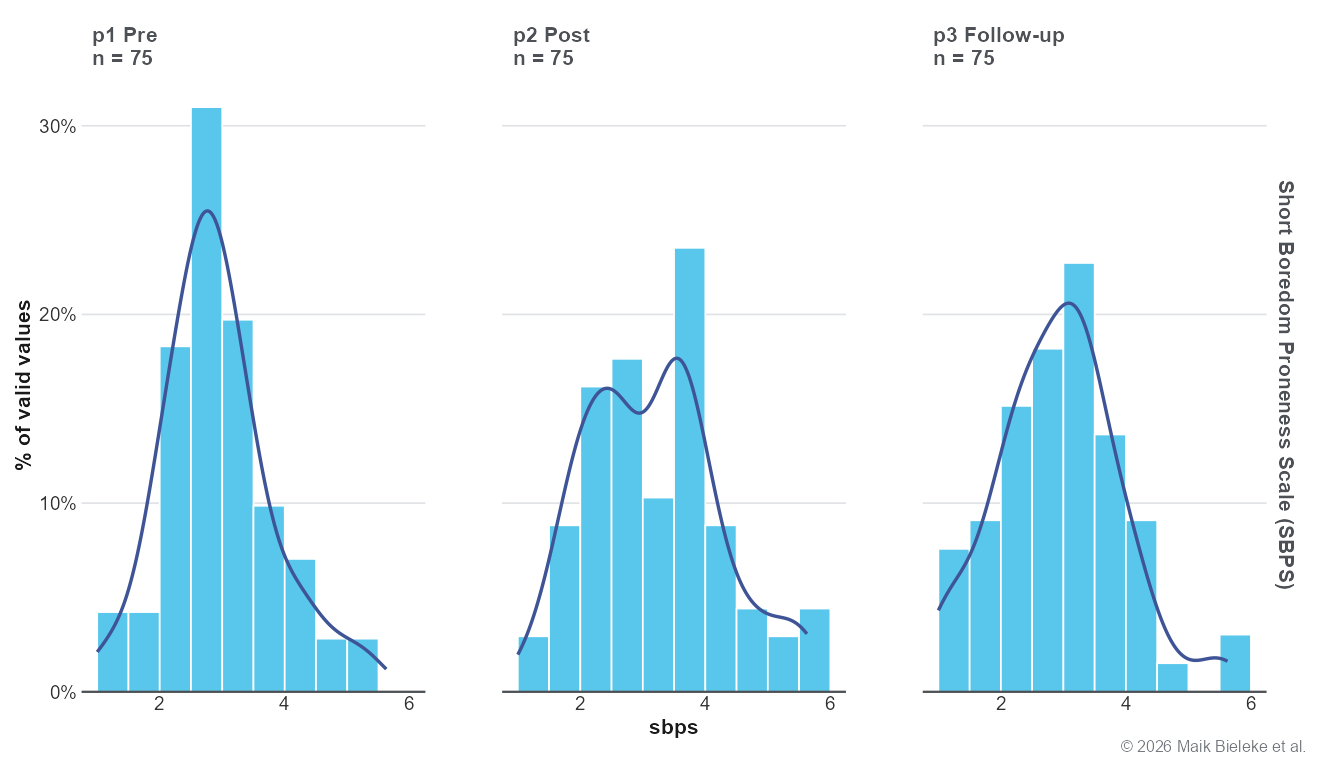 p1 Pre
n = 75
p2 Post
n = 75
p3 Follow-up
n = 75
30%
20%
10%
0%
% of valid values
2
4
6
2
4
6
2
4
6
sbps
Short Boredom Proneness Scale (SBPS)
© 2026 Maik Bieleke et al.